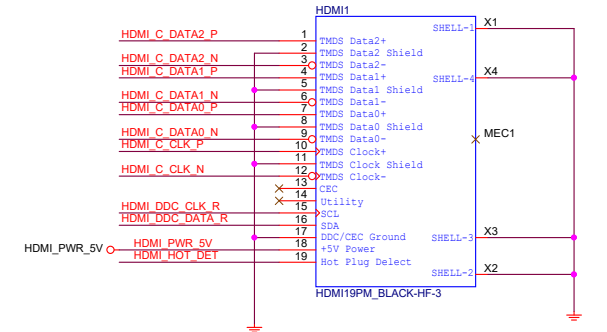 HDMI1
HDMI_C_DATA2_P 1 TMDS Data2+ SHELL-1 X1
2 TMDS Data2 Shield
HDMI_C_DATA2_N 3 TMDS Data2-
HDMI_C_DATA1_P 4 TMDS Data1+ SHELL-4 X4
5 TMDS Data1 Shield
HDMI_C_DATA1_N 6 TMDS Data1-
HDMI_C_DATA0_P 7 TMDS Data0+
8 TMDS Data0 Shield
HDMI_C_DATA0_N 9 TMDS Data0- MEC1
HDMI_C_CLK_P 10 TMDS Clock+
11 TMDS Clock Shield
HDMI_C_CLK_N 12 TMDS Clock-
13 CEC
14 Utility
HDMI_DDC_CLK_R 15 SCL
HDMI_DDC_DATA_R 16 SDA
17 DDC/CEC Ground SHELL-3 X3
HDMI_PWR_5V HDMI_PWR_5V 18 +5V Power
HDMI_HOT_DET 19 Hot Plug Delect
SHELL-2 X2
HDMI19PM_BLACK-HF-3